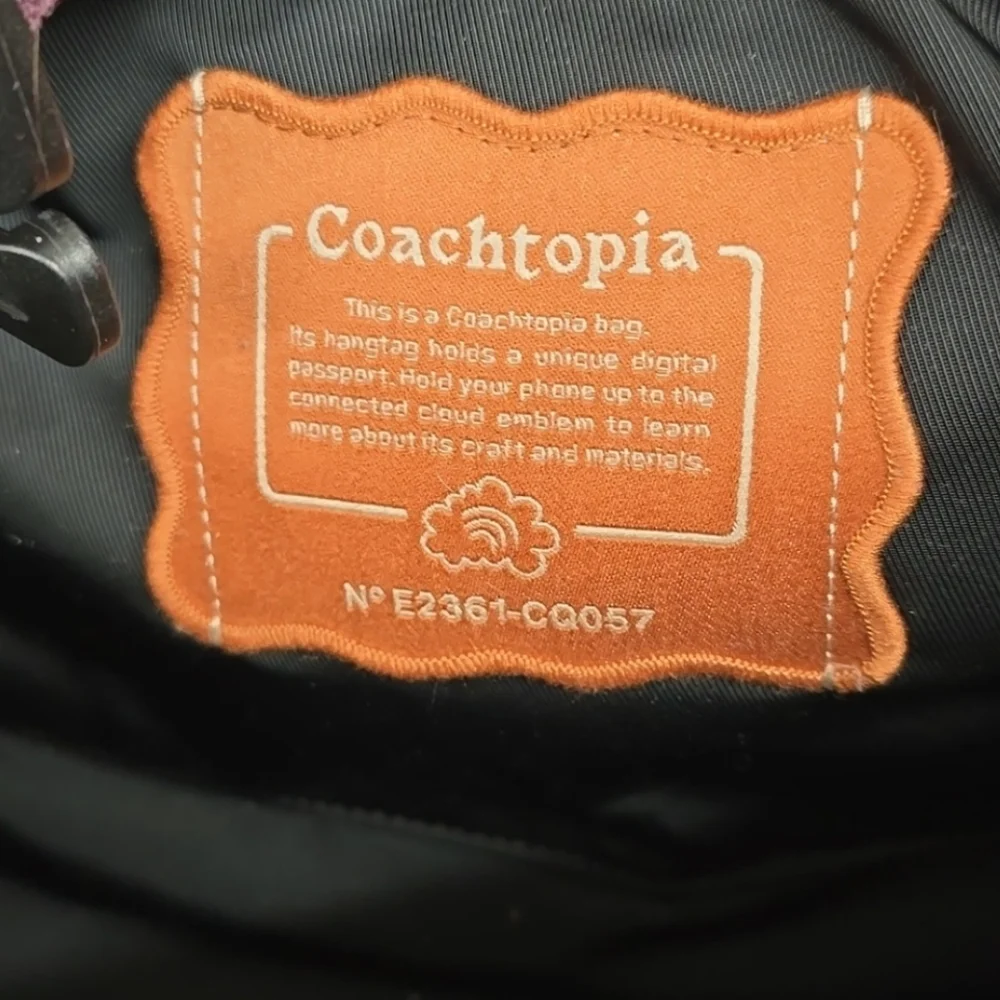 Coachtopia
This is a Coachtopia bag.
Its hangtag holds a unique digital
passport. Hold your phone up to the
connected cloud emblem to learn
more about its craft and materials.
Nº E2361-CQ057